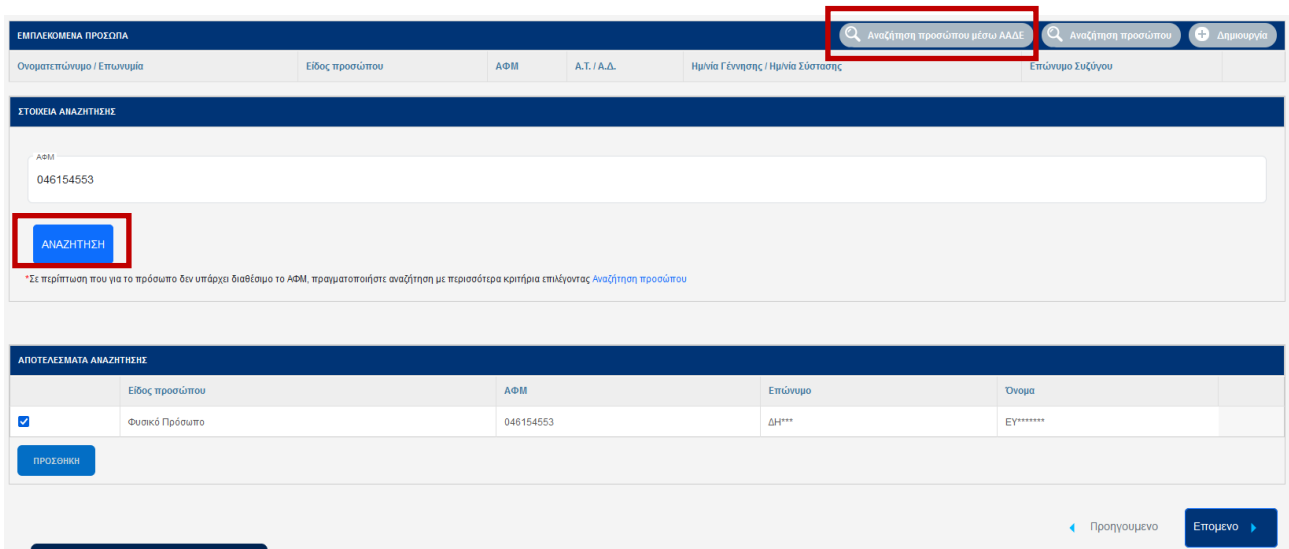 ΕΜΠΛΕΚΟΜΕΝΑ ΠΡΟΣΩΠΑ Αναζήτηση προσώπου μέσω ΑΑΔΕ Αναζήτηση προσώπου Δημιουργία
Ονοματεπώνυμο / Επωνυμία Είδος προσώπου ΑΦΜ Α.Τ. / Α.Δ. Ημ/νία Γέννησης / Ημ/νία Σύστασης Επώνυμο Συζύγου
ΣΤΟΙΧΕΙΑ ΑΝΑΖΗΤΗΣΗΣ
ΑΦΜ
046154553
ΑΝΑΖΗΤΗΣΗ
*Σε περίπτωση που για το πρόσωπο δεν υπάρχει διαθέσιμο το ΑΦΜ, πραγματοποιήστε αναζήτηση με περισσότερα κριτήρια επιλέγοντας Αναζήτηση προσώπου
ΑΠΟΤΕΛΕΣΜΑΤΑ ΑΝΑΖΗΤΗΣΗΣ
Είδος προσώπου ΑΦΜ Επώνυμο Όνομα
Φυσικό Πρόσωπο 046154553 ΔΗ*** ΕΥ*******
ΠΡΟΣΘΗΚΗ
Προηγουμενο Επομενο